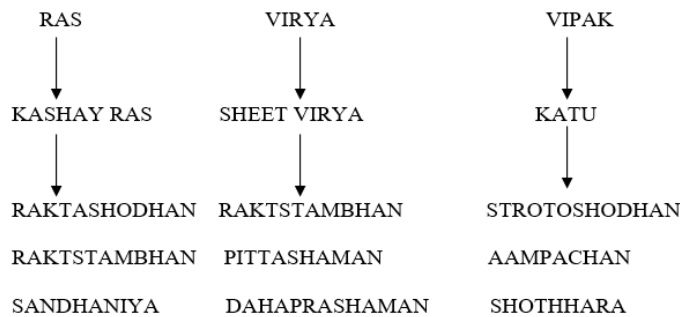 RAS VIRYA VIPAK
KASHAY RAS SHEET VIRYA KATU
RAKTASHODHAN RAKTSTAMBHAN STROTOSHODHAN
RAKTSTAMBHAN PITTASHAMAN AAMPACHAN
SANDHANIYA DAHAPRASHAMAN SHOTHHARA